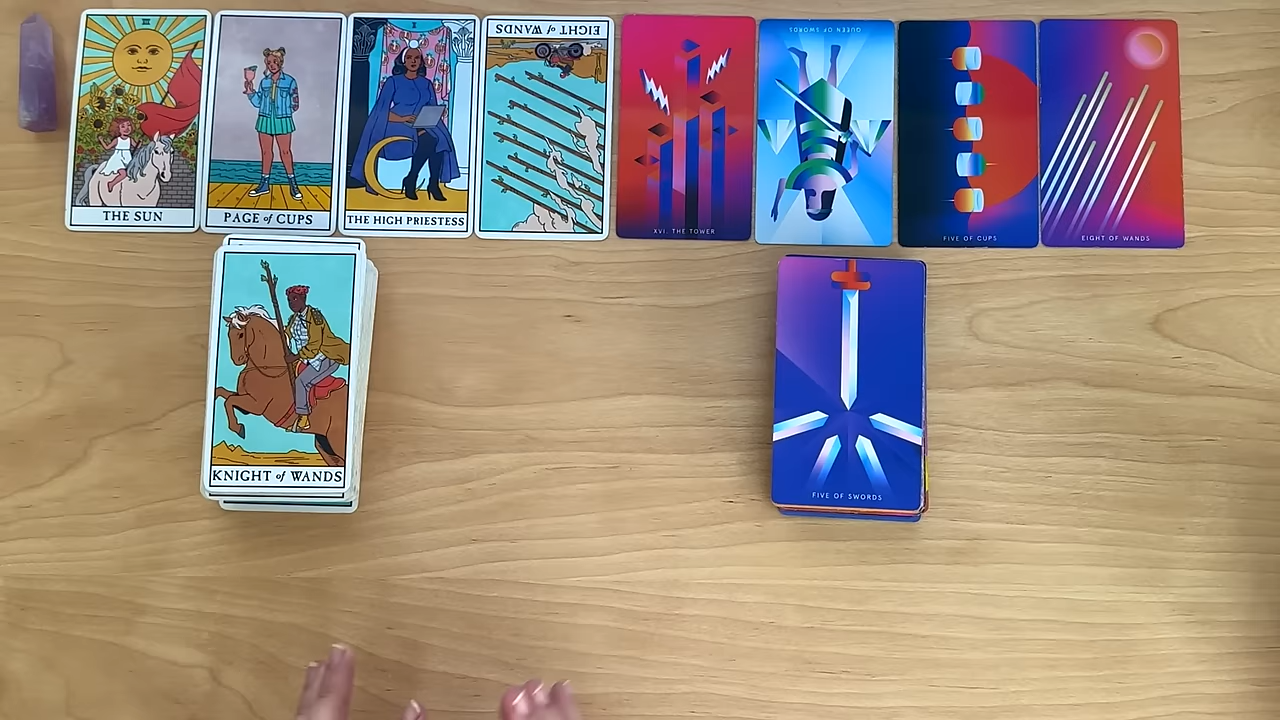 III
THE SUN
PAGE of CUPS
I
THE HIGH PRIESTESS
EIGHT of WANDS
XVI. THE TOWER
QUEEN OF SWORDS
FIVE OF CUPS
EIGHT OF WANDS
KNIGHT of WANDS
FIVE OF SWORDS